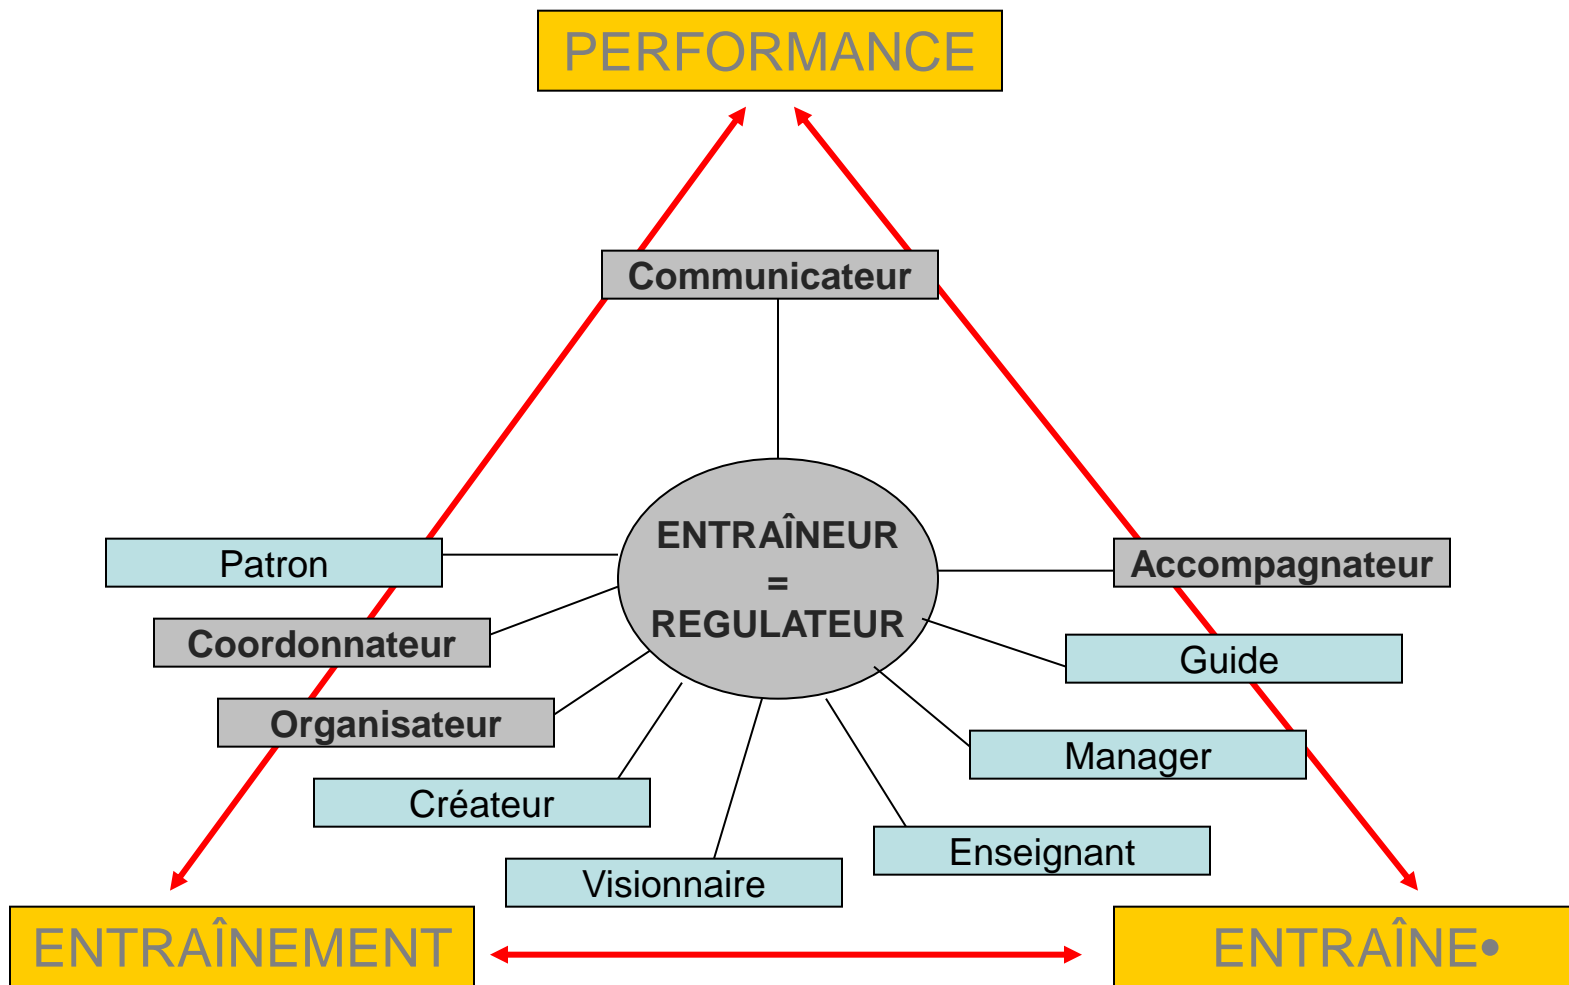 PERFORMANCE
Communicateur
ENTRAÎNEUR
=
REGULATEUR
Patron
Accompagnateur
Coordonnateur
Guide
Organisateur
Manager
Créateur
Enseignant
Visionnaire
ENTRAÎNEMENT
ENTRAÎNE•